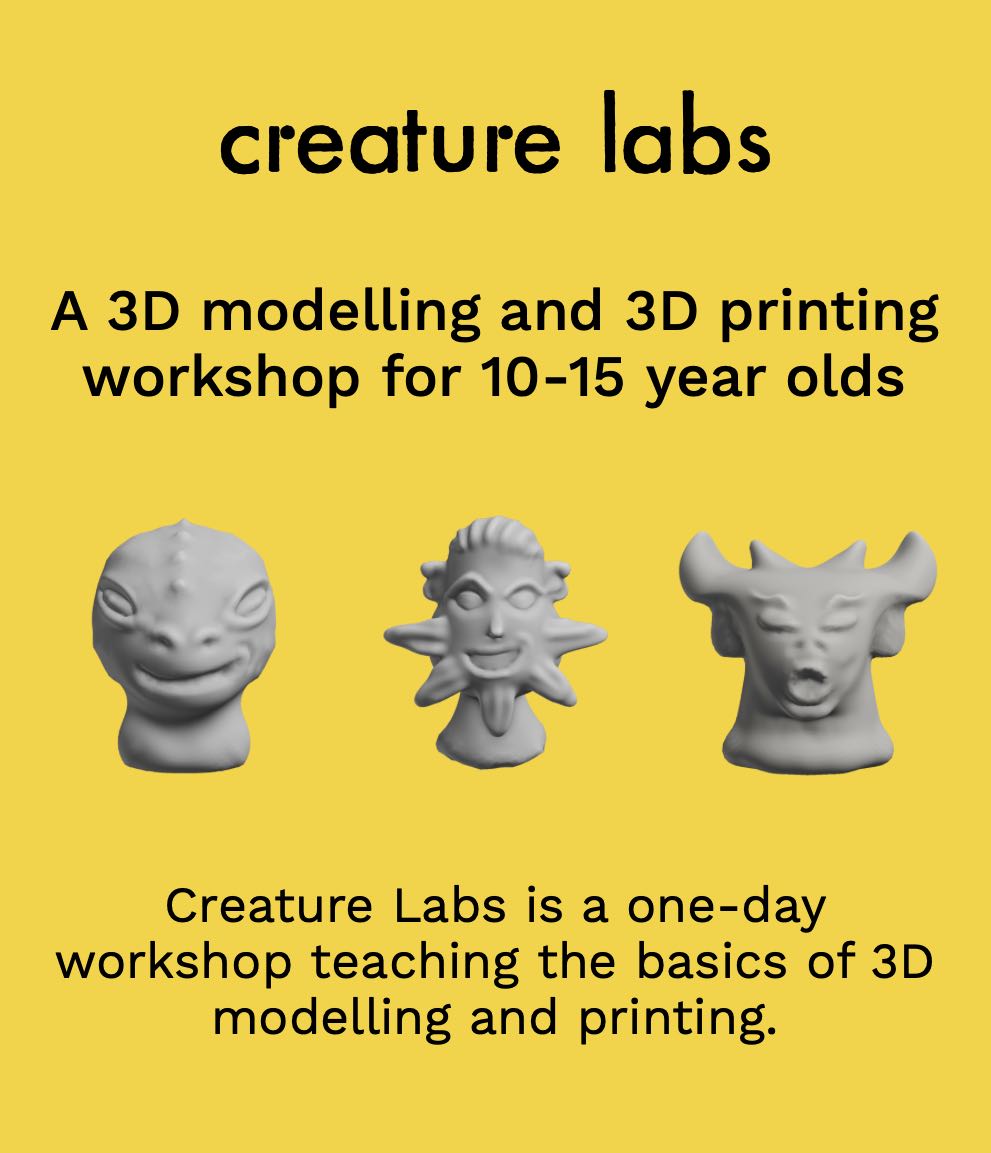 creature labs
A 3D modelling and 3D printing
workshop for 10-15 year olds
Creature Labs is a one-day
workshop teaching the basics of 3D
modelling and printing.